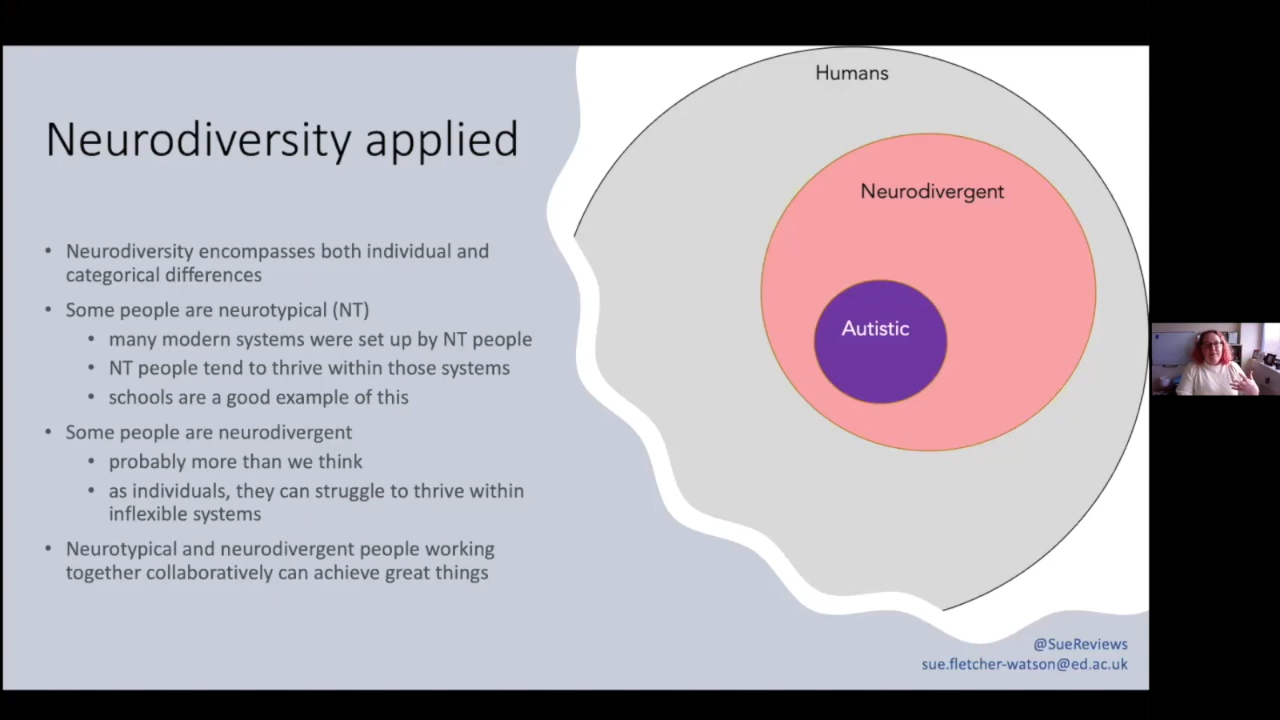 Neurodiversity applied
• Neurodiversity encompasses both individual and
categorical differences
• Some people are neurotypical (NT)
• many modern systems were set up by NT people
• NT people tend to thrive within those systems
• schools are a good example of this
• Some people are neurodivergent
• probably more than we think
• as individuals, they can struggle to thrive within
inflexible systems
• Neurotypical and neurodivergent people working
together collaboratively can achieve great things
Humans
Neurodivergent
Autistic
@SueReviews
sue.fletcher-watson@ed.ac.uk